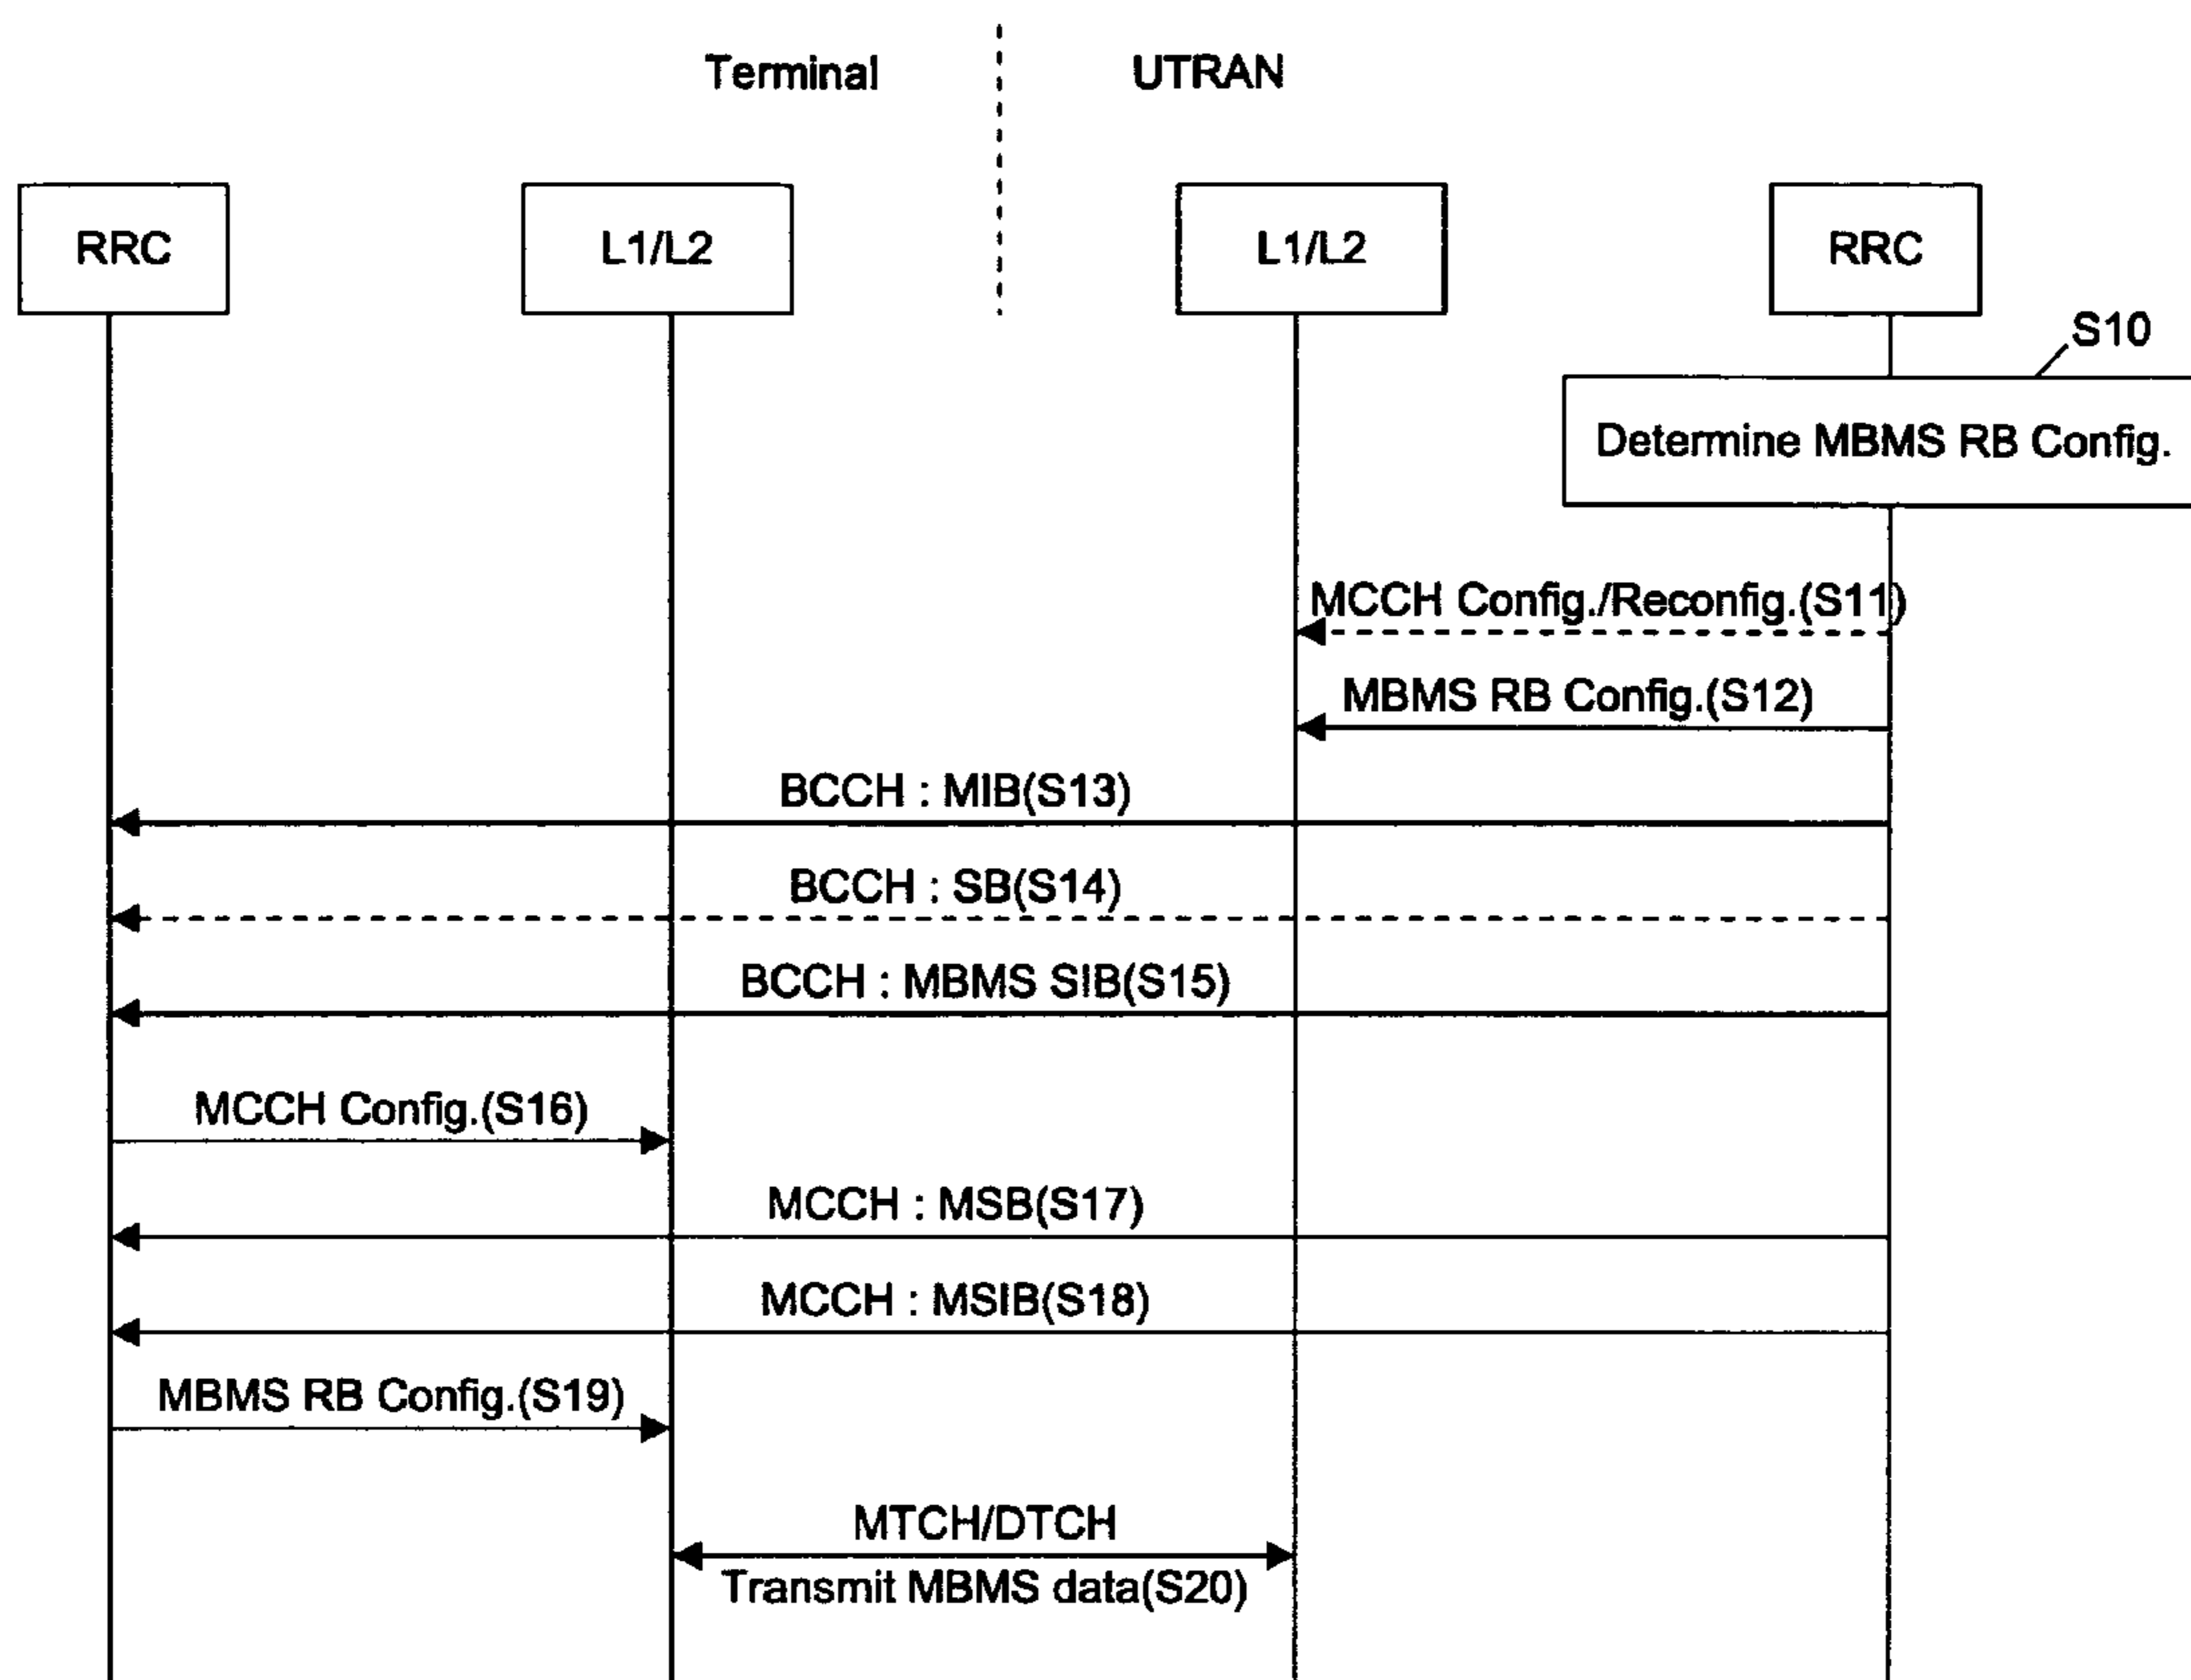 Terminal
UTRAN
RRC
L1/L2
L1/L2
RRC
S10
Determine MBMS RB Config.
MCCH Config./Reconfig.(S11)
MBMS RB Config.(S12)
BCCH : MIB(S13)
BCCH : SB(S14)
BCCH : MBMS SIB(S15)
MCCH Config.(S16)
MCCH : MSB(S17)
MCCH : MSIB(S18)
MBMS RB Config.(S19)
MTCH/DTCH
Transmit MBMS data(S20)